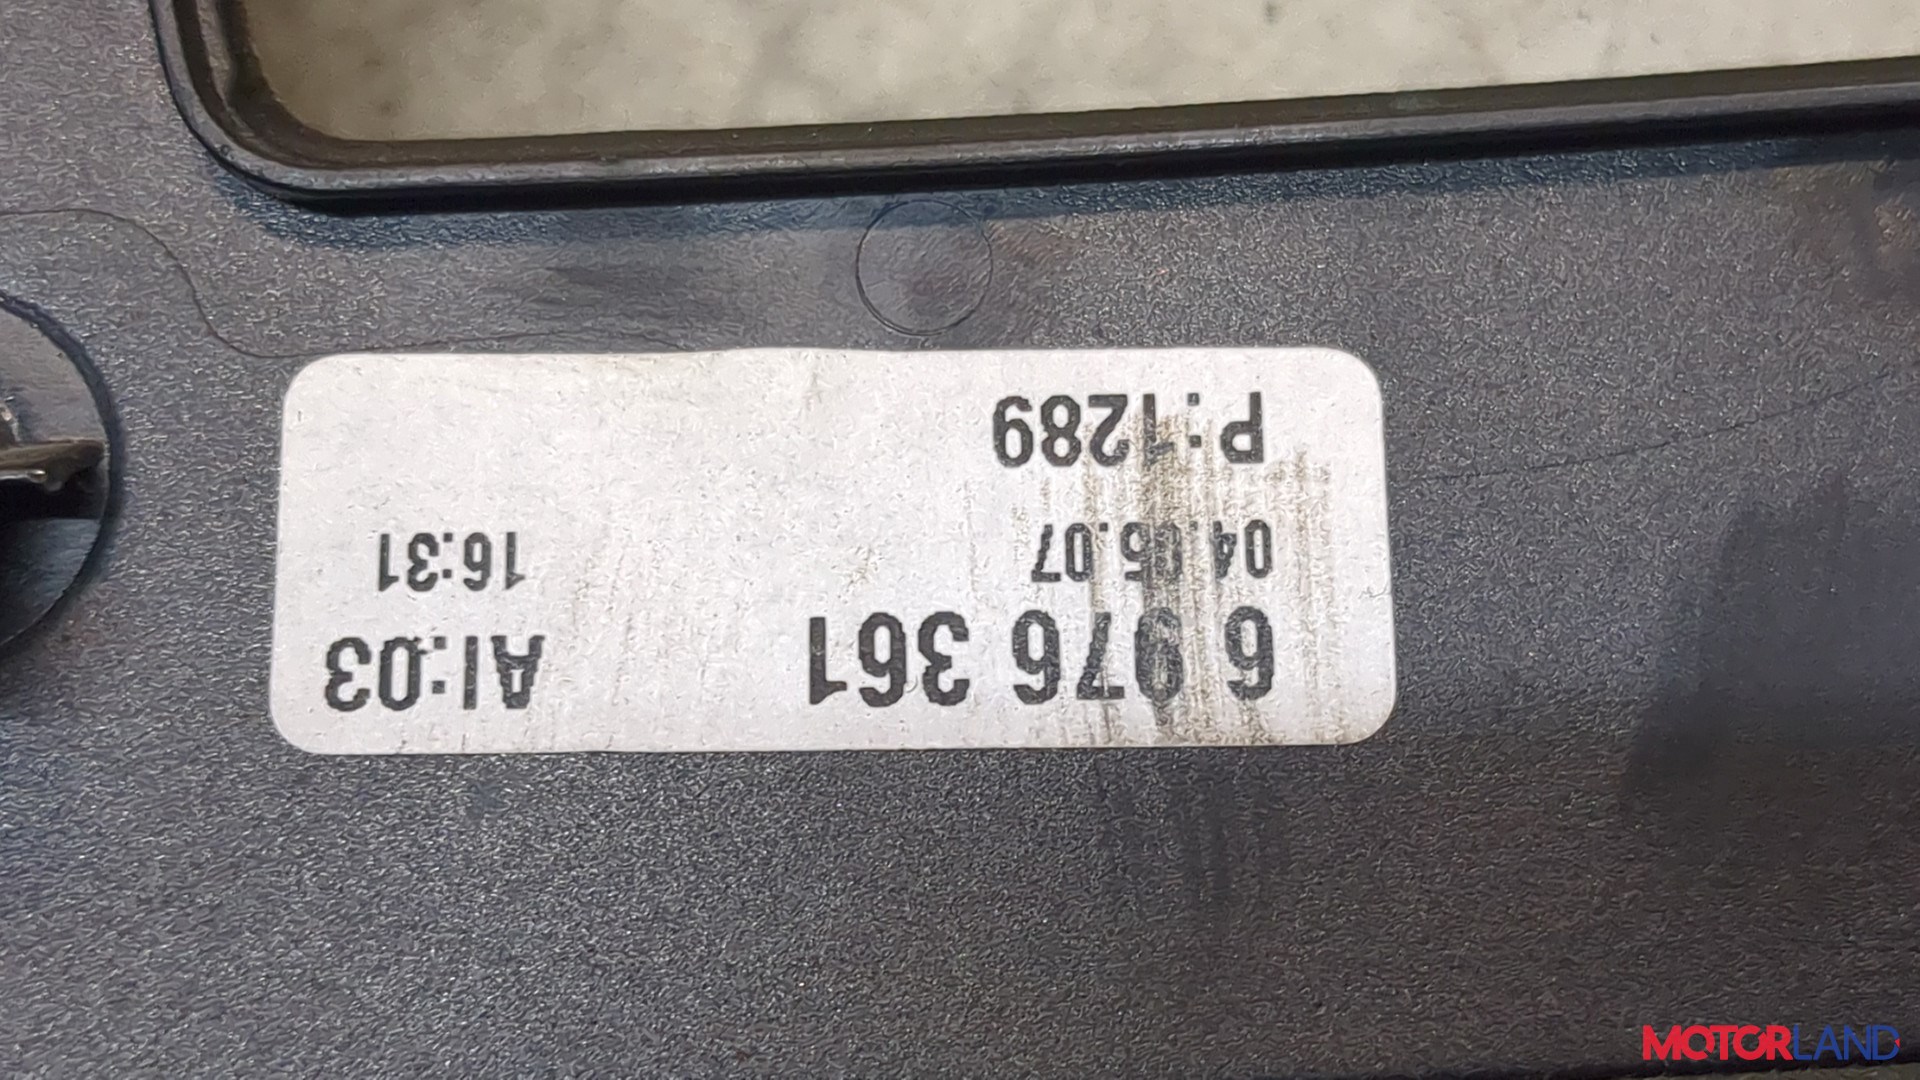 6 976 361 AI:03
04.05.07 16:31
P:1289
MOTORLAND